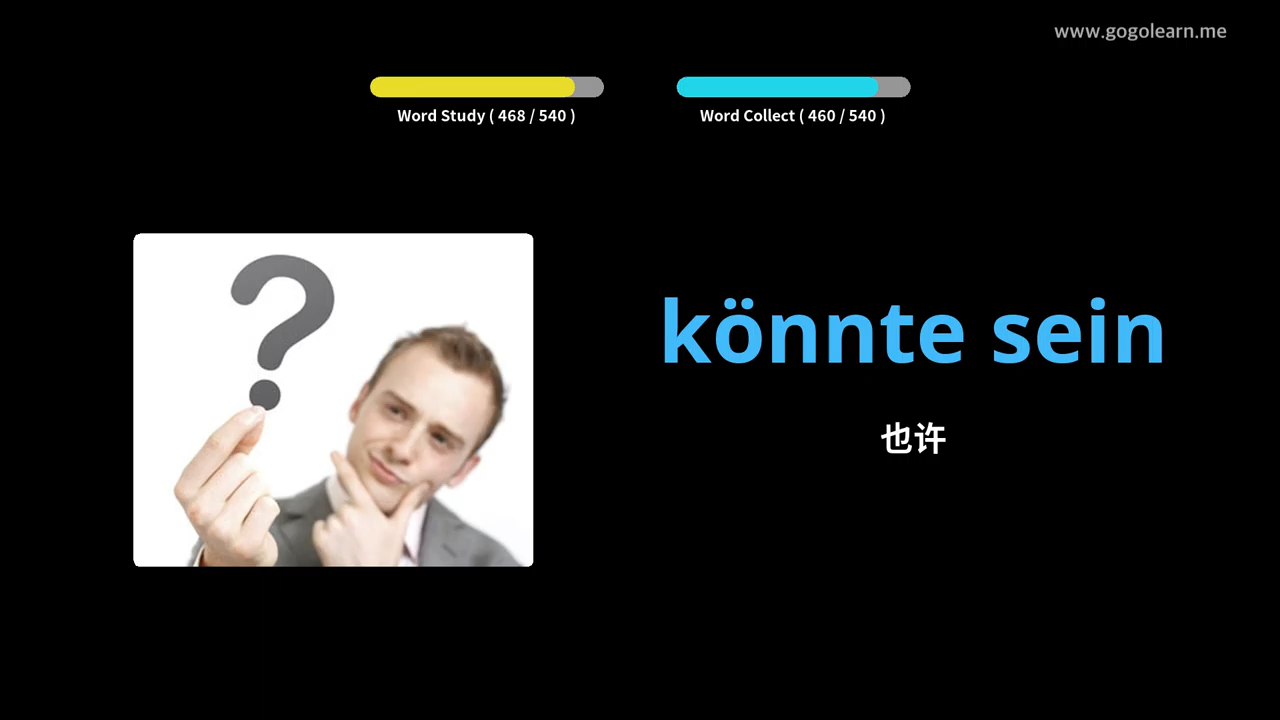 www.gogolearn.me
Word Study ( 468 / 540 )
Word Collect ( 460 / 540 )
?
könnte sein
也许